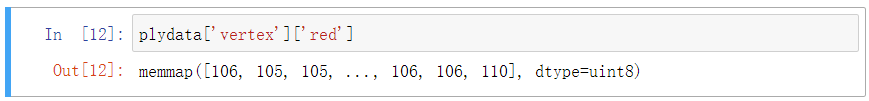 In [12]: plydata['vertex']['red']
Out[12]: memmap([106, 105, 105, ..., 106, 106, 110], dtype=uint8)